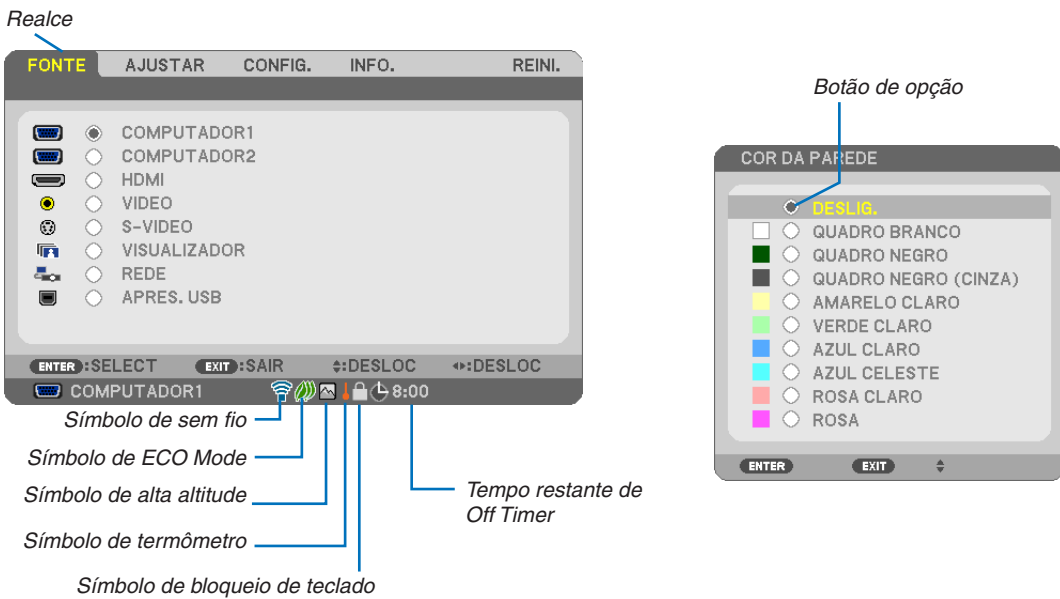 Realce
FONTE AJUSTAR CONFIG. INFO. REINI.
COMPUTADOR1
COMPUTADOR2
HDMI
VIDEO
S-VIDEO
VISUALIZADOR
REDE
APRES. USB
ENTER :SELECT EXIT :SAIR :DESLOC :DESLOC
COMPUTADOR1 8:00
Símbolo de sem fio
Símbolo de ECO Mode
Símbolo de alta altitude
Símbolo de termômetro
Símbolo de bloqueio de teclado
Tempo restante de
Off Timer
Botão de opção
COR DA PAREDE
DESLIG.
QUADRO BRANCO
QUADRO NEGRO
QUADRO NEGRO (CINZA)
AMARELO CLARO
VERDE CLARO
AZUL CLARO
AZUL CELESTE
ROSA CLARO
ROSA
ENTER EXIT